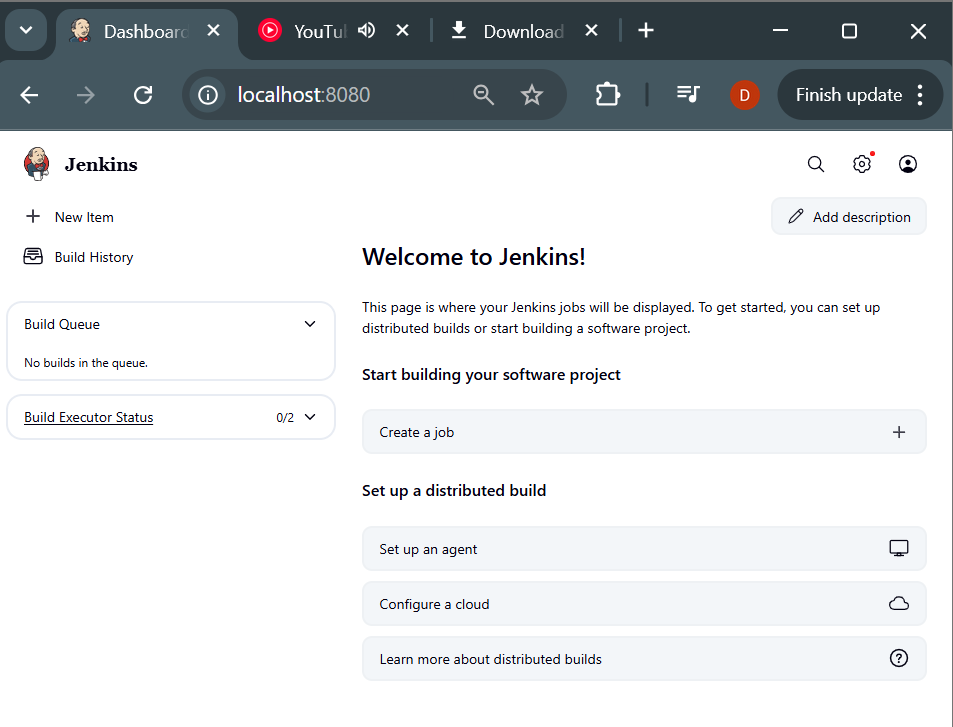 Dashboard
YouTu
Download
localhost:8080
D
Finish update
Jenkins
New Item
Add description
Build History
Welcome to Jenkins!
This page is where your Jenkins jobs will be displayed. To get started, you can set up
distributed builds or start building a software project.
Build Queue
No builds in the queue.
Start building your software project
Build Executor Status
0/2
Create a job
Set up a distributed build
Set up an agent
Configure a cloud
Learn more about distributed builds